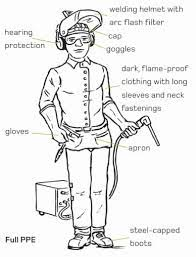 welding helmet with
arc flash filter
hearing
protection
cap
goggles
dark, flame-proof
clothing with long
sleeves and neck
fastenings
gloves
apron
steel-capped
boots
Full PPE